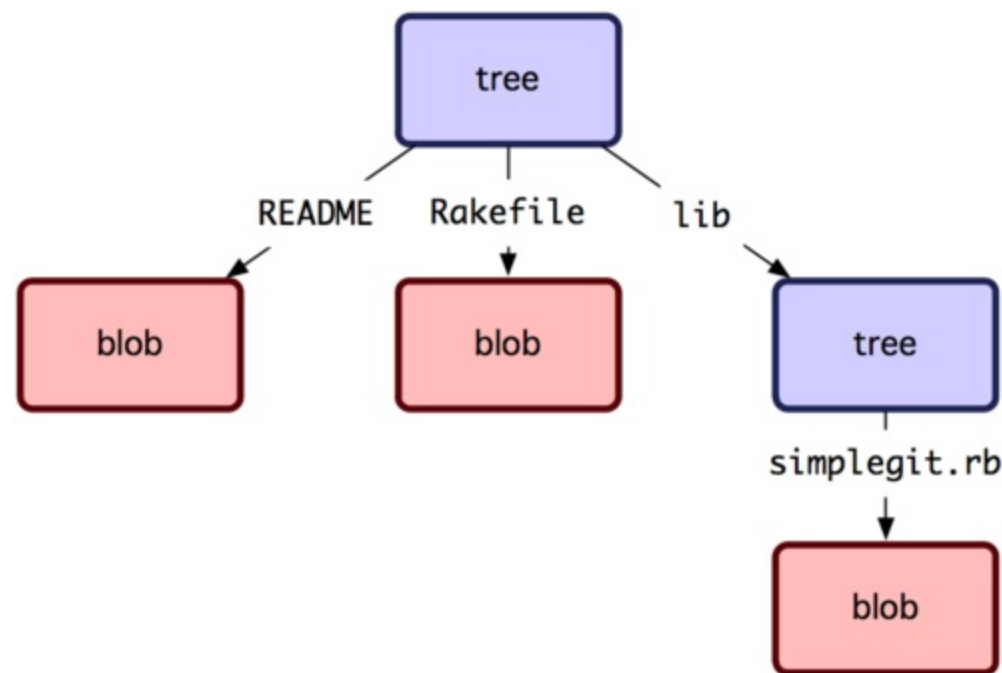 tree
README Rakefile lib
blob blob tree
simplegit.rb
blob